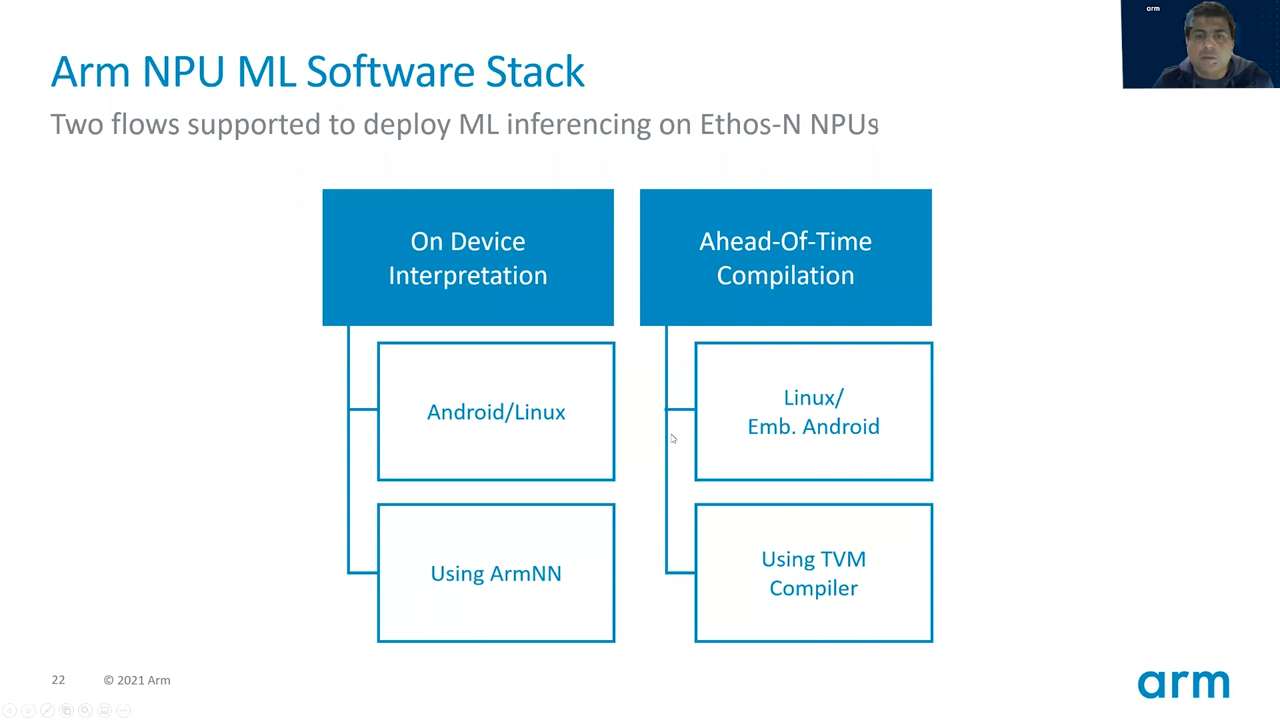 arm
Arm NPU ML Software Stack
Two flows supported to deploy ML inferencing on Ethos-N NPUs
On Device
Interpretation
Android/Linux
Using ArmNN
Ahead-Of-Time
Compilation
Linux/
Emb. Android
Using TVM
Compiler
22
© 2021 Arm
arm